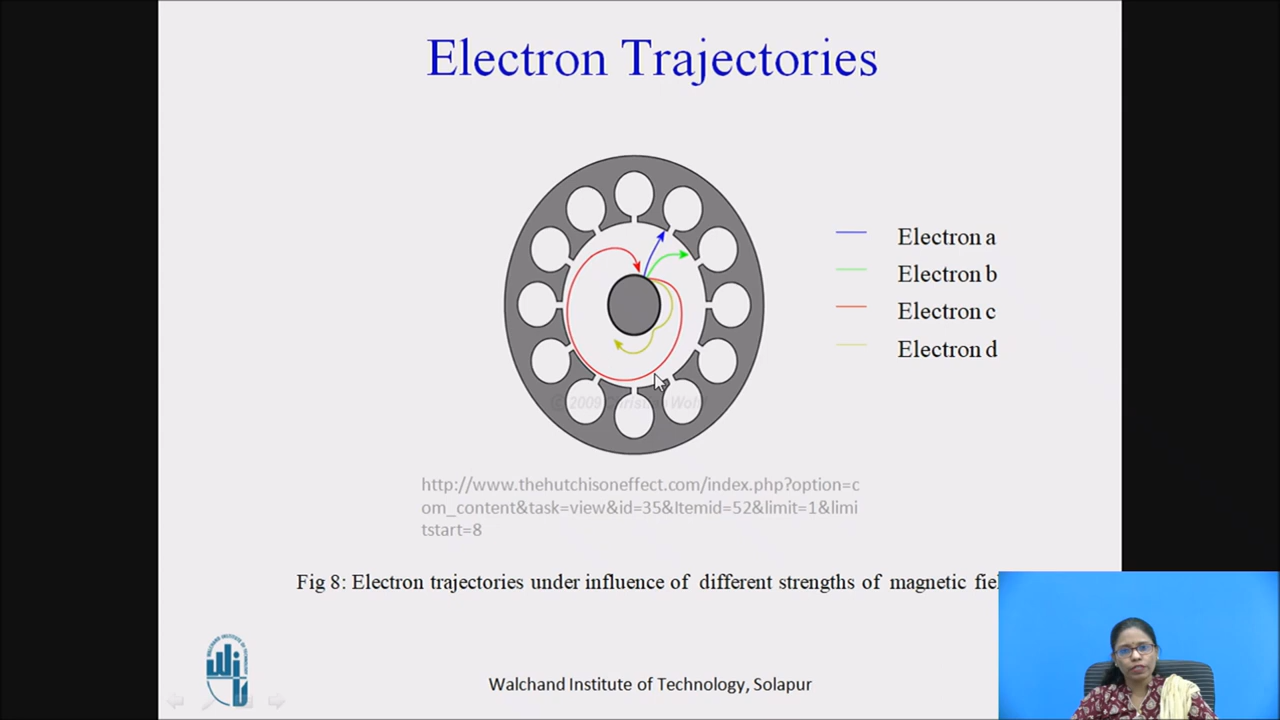 Electron Trajectories
Electron a
Electron b
Electron c
Electron d
http://www.thehutchisoneffect.com/index.php?option=c
om_content&task=view&id=35&Itemid=52&limit=1&limi
tstart=8
Fig 8: Electron trajectories under influence of different strengths of magnetic
Walchand Institute of Technology, Solapur